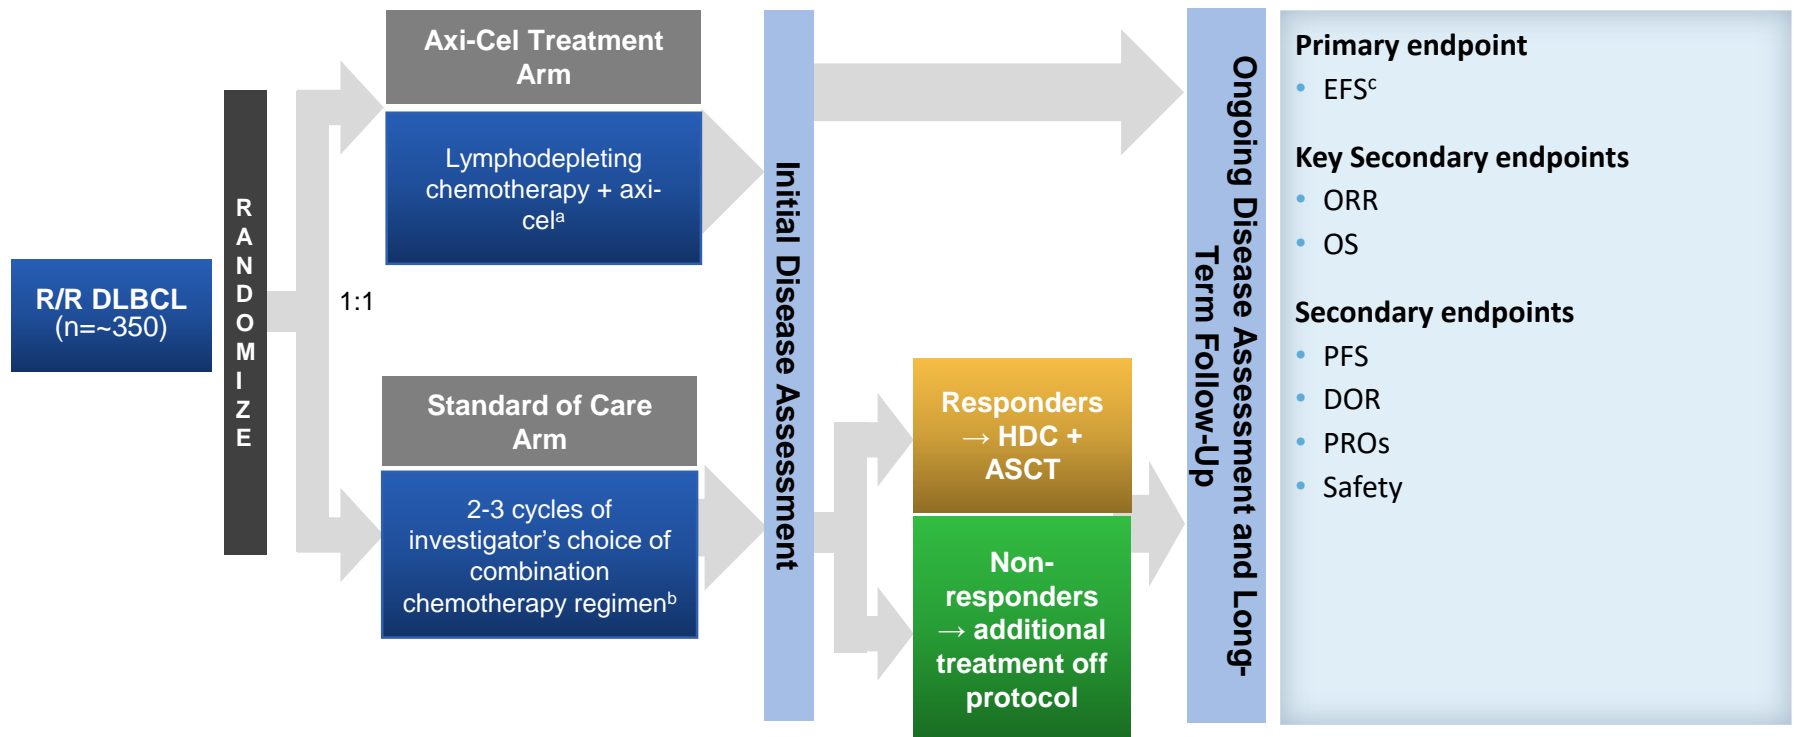 R/R DLBCL
(n=~350)
RANDOMIZE
1:1
Axi-Cel Treatment
Arm
Lymphodepleting
chemotherapy + axi-
celᵃ
Standard of Care
Arm
2-3 cycles of
investigator’s choice of
combination
chemotherapy regimenᵇ
Initial Disease Assessment
Responders
→ HDC +
ASCT
Non-
responders
→ additional
treatment off
protocol
Ongoing Disease Assessment and Long-
Term Follow-Up
Primary endpoint
• EFSᶜ
Key Secondary endpoints
• ORR
• OS
Secondary endpoints
• PFS
• DOR
• PROs
• Safety